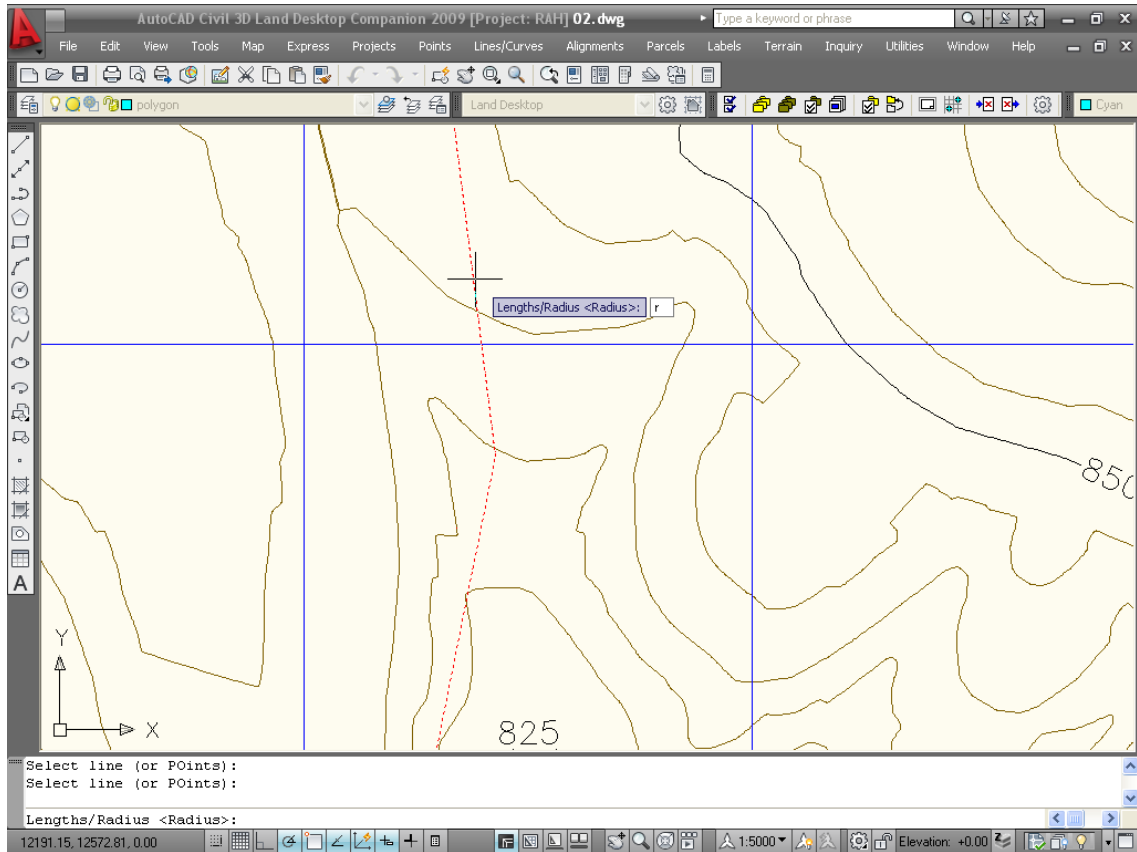 AutoCAD Civil 3D Land Desktop Companion 2009 [Project: RAH] 02.dwg
Type a keyword or phrase
File Edit View Tools Map Express Projects Points Lines/Curves Alignments Parcels Labels Terrain Inquiry Utilities Window Help
polygon
Land Desktop
Cyan
Lengths/Radius <Radius>: r
850
A
Y
X
825
Select line (or POints):
Select line (or POints):
Lengths/Radius <Radius>:
12191.15, 12572.81, 0.00
1:5000
Elevation: +0.00